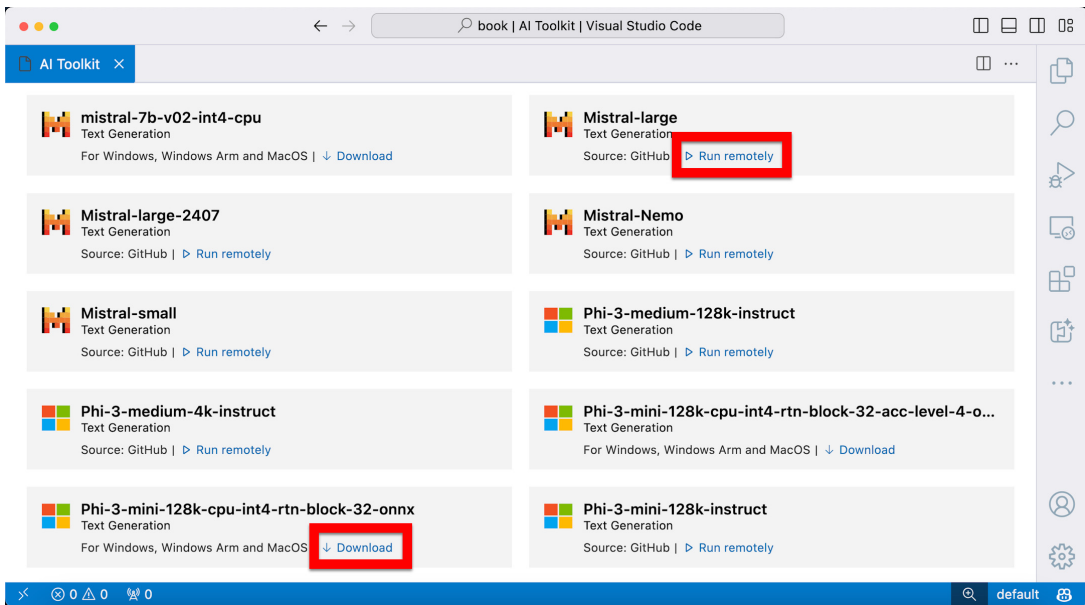 book | AI Toolkit | Visual Studio Code
AI Toolkit
mistral-7b-v02-int4-cpu
Text Generation
For Windows, Windows Arm and MacOS | ↓ Download
Mistral-large
Text Generation
Source: GitHub ▷ Run remotely
Mistral-large-2407
Text Generation
Source: GitHub | ▷ Run remotely
Mistral-Nemo
Text Generation
Source: GitHub | ▷ Run remotely
Mistral-small
Text Generation
Source: GitHub | ▷ Run remotely
Phi-3-medium-128k-instruct
Text Generation
Source: GitHub | ▷ Run remotely
Phi-3-medium-4k-instruct
Text Generation
Source: GitHub | ▷ Run remotely
Phi-3-mini-128k-cpu-int4-rtn-block-32-acc-level-4-o...
Text Generation
For Windows, Windows Arm and MacOS | ↓ Download
Phi-3-mini-128k-cpu-int4-rtn-block-32-onnx
Text Generation
For Windows, Windows Arm and MacOS ↓ Download
Phi-3-mini-128k-instruct
Text Generation
Source: GitHub | ▷ Run remotely
0 0 0 default